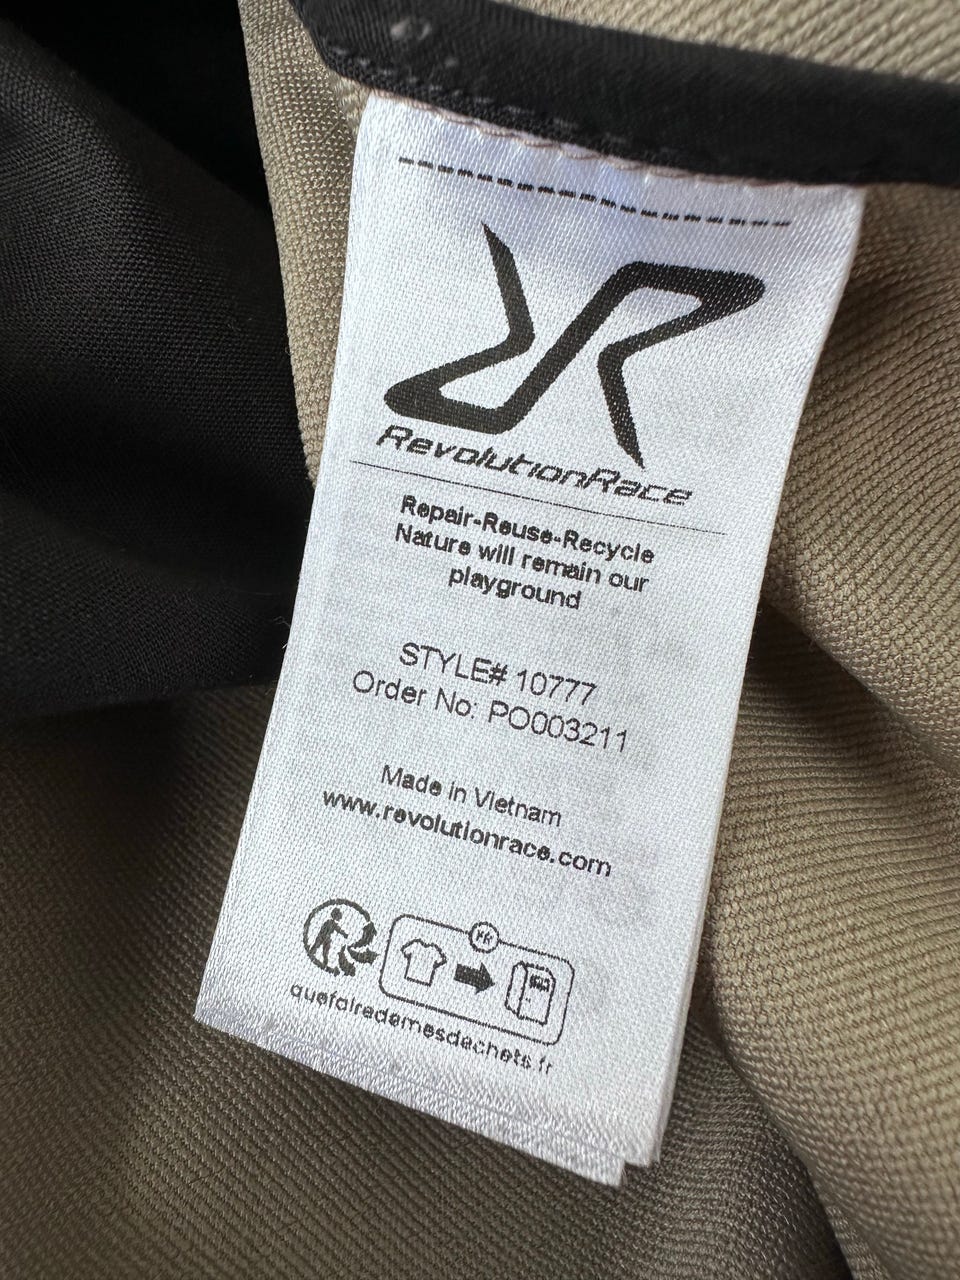 RevolutionRace
Repair-Reuse-Recycle
Nature will remain our
playground
STYLE# 10777
Order No: PO003211
Made in Vietnam
www.revolutionrace.com
FR
quefairedemesdechets.fr